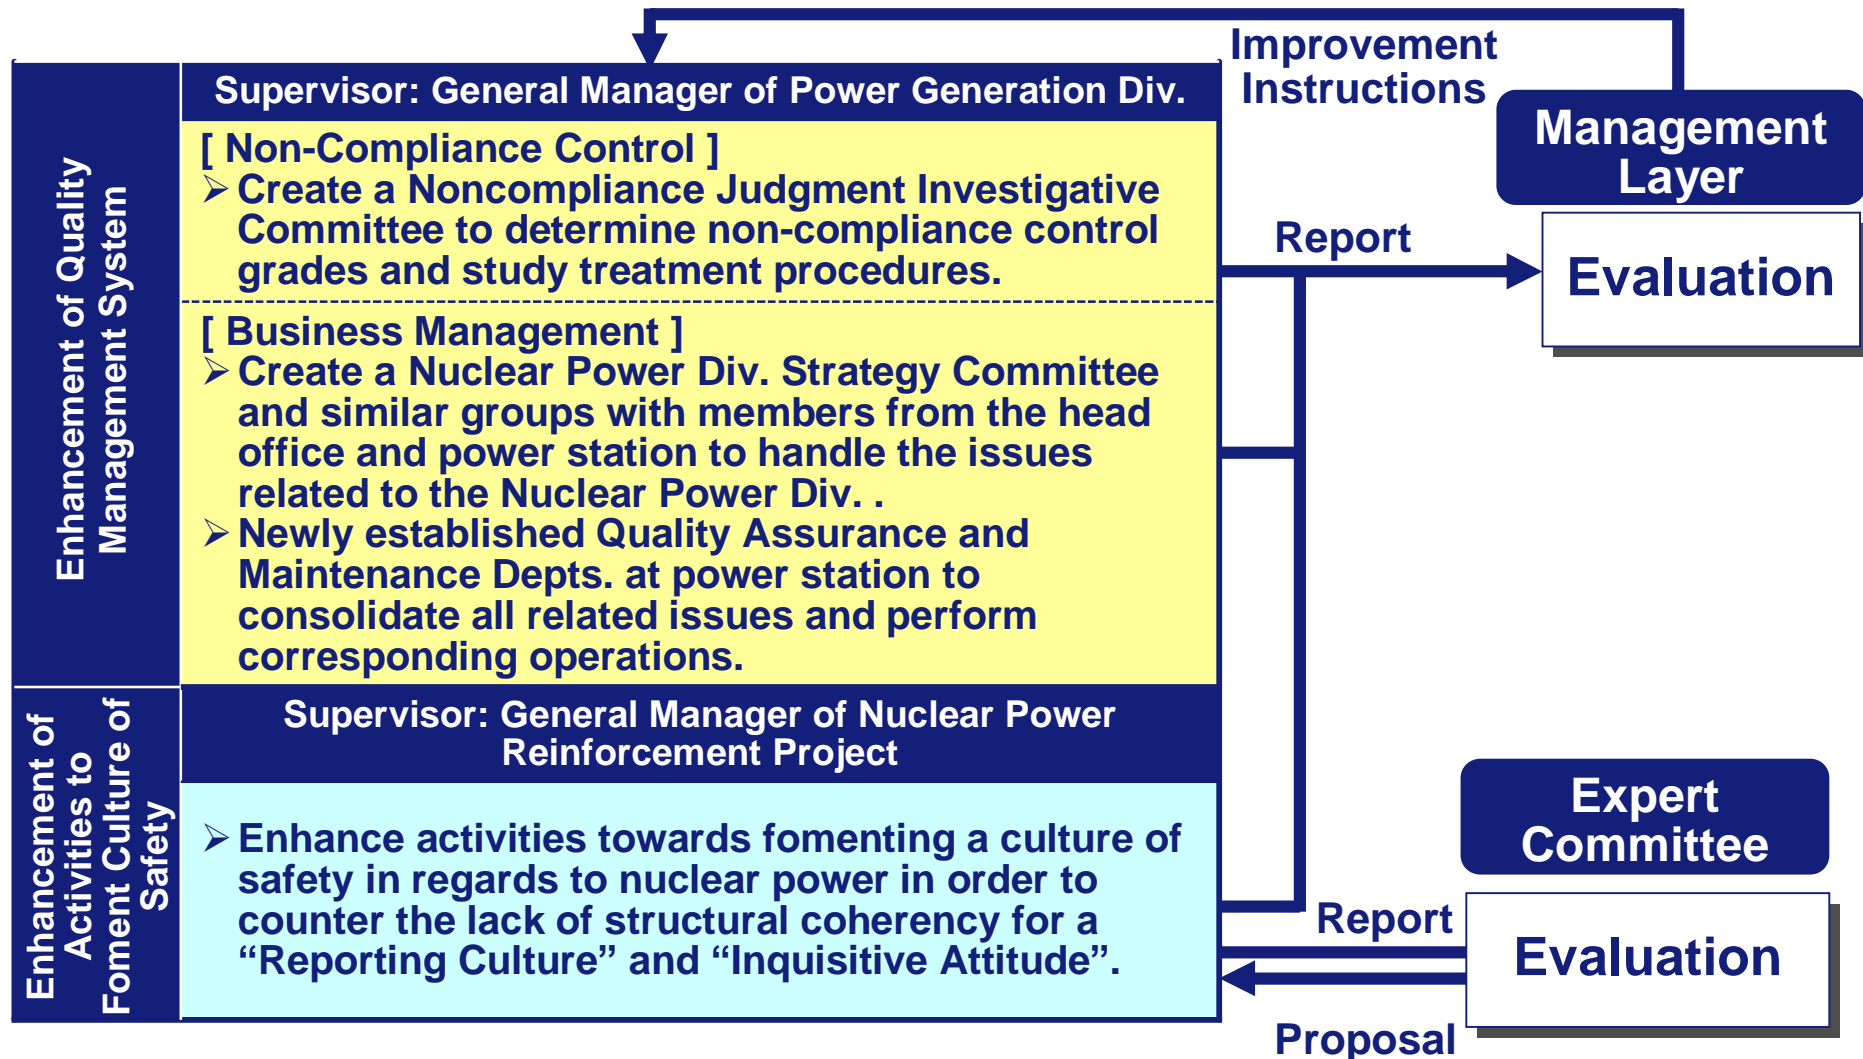 Improvement
Instructions
Management
Layer
Report
Evaluation
Enhancement of Quality
Management System
Supervisor: General Manager of Power Generation Div.
[ Non-Compliance Control ]
➢ Create a Noncompliance Judgment Investigative
Committee to determine non-compliance control
grades and study treatment procedures.
[ Business Management ]
➢ Create a Nuclear Power Div. Strategy Committee
and similar groups with members from the head
office and power station to handle the issues
related to the Nuclear Power Div. .
➢ Newly established Quality Assurance and
Maintenance Depts. at power station to
consolidate all related issues and perform
corresponding operations.
Enhancement of
Activities to
Foment Culture of
Safety
Supervisor: General Manager of Nuclear Power
Reinforcement Project
➢ Enhance activities towards fomenting a culture of
safety in regards to nuclear power in order to
counter the lack of structural coherency for a
“Reporting Culture” and “Inquisitive Attitude”.
Expert
Committee
Report
Evaluation
Proposal